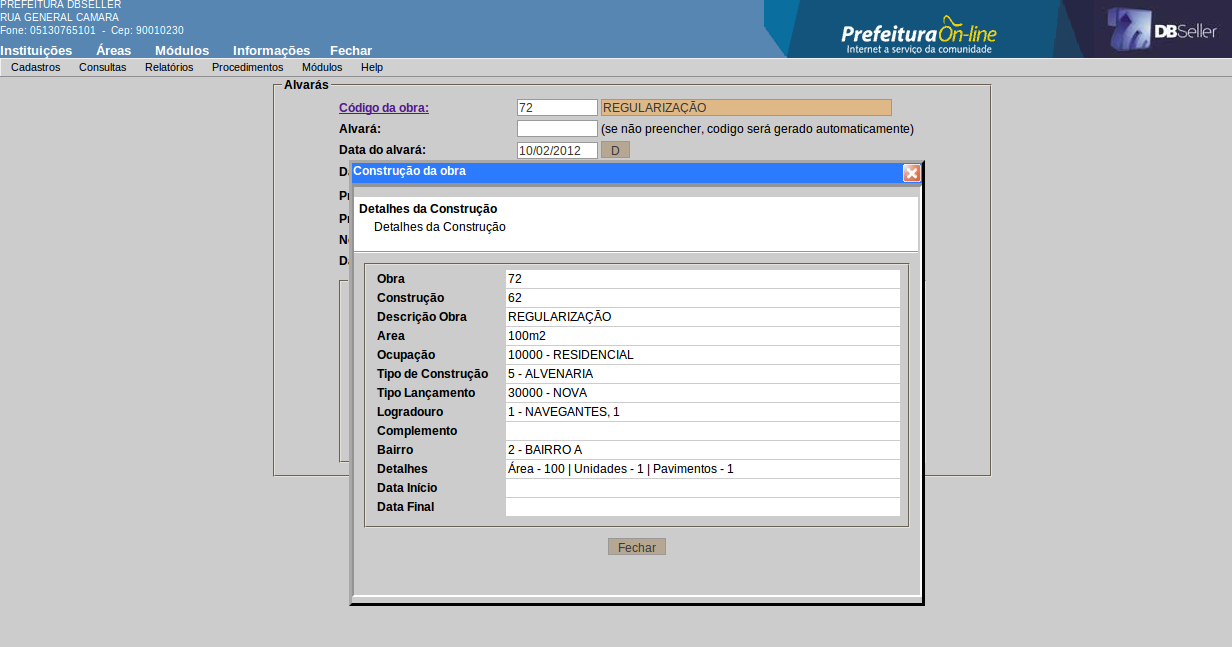 PREFEITURA DBSELLER
RUA GENERAL CAMARA
Fone: 05130765101 - Cep: 90010230
PrefeituraOn-line
Internet a serviço da comunidade
DBSeller
Instituições Áreas Módulos Informações Fechar
Cadastros Consultas Relatórios Procedimentos Módulos Help
Alvarás
Código da obra: 72 REGULARIZAÇÃO
Alvará: (se não preencher, codigo será gerado automaticamente)
Data do alvará: 10/02/2012 D
Construção da obra
Detalhes da Construção
Detalhes da Construção
Obra 72
Construção 62
Descrição Obra REGULARIZAÇÃO
Area 100m2
Ocupação 10000 - RESIDENCIAL
Tipo de Construção 5 - ALVENARIA
Tipo Lançamento 30000 - NOVA
Logradouro 1 - NAVEGANTES, 1
Complemento
Bairro 2 - BAIRRO A
Detalhes Área - 100 | Unidades - 1 | Pavimentos - 1
Data Início
Data Final
Fechar